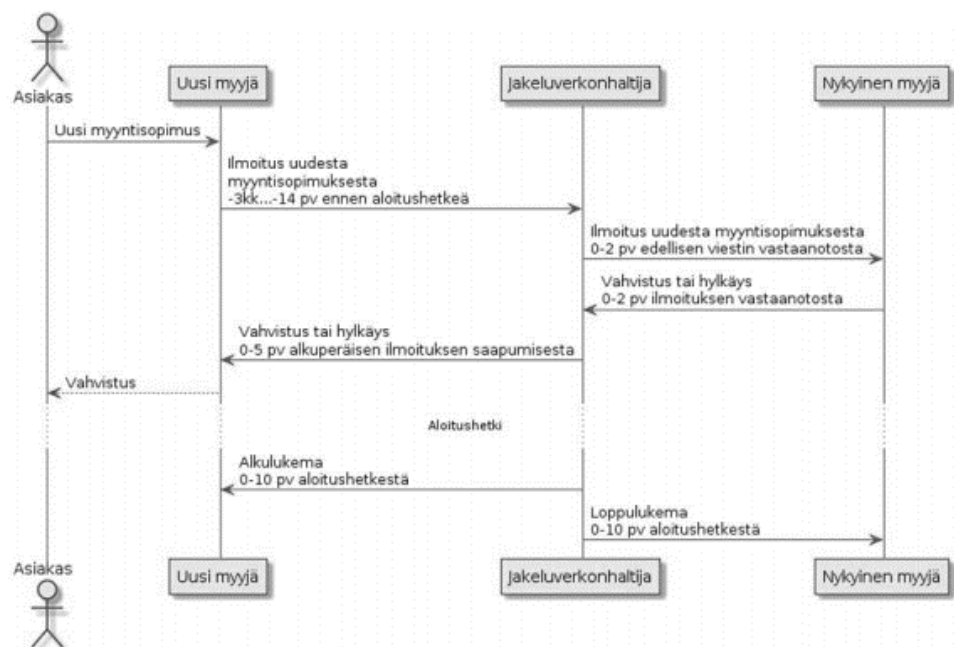 Asiakas
Uusi myyjä
Jakeluverkonhaltija
Nykyinen myyjä
Uusi myyntisopimus
Ilmoitus uudesta
myyntisopimuksesta
-3kk...-14 pv ennen aloitushetkeä
Ilmoitus uudesta myyntisopimuksesta
0-2 pv edellisen viestin vastaanotosta
Vahvistus tai hylkäys
0-2 pv ilmoituksen vastaanotosta
Vahvistus tai hylkäys
0-5 pv alkuperäisen ilmoituksen saapumisesta
Vahvistus
Aloitushetki
Alkulukema
0-10 pv aloitushetkestä
Loppulukema
0-10 pv aloitushetkestä
Asiakas
Uusi myyjä
Jakeluverkonhaltija
Nykyinen myyjä